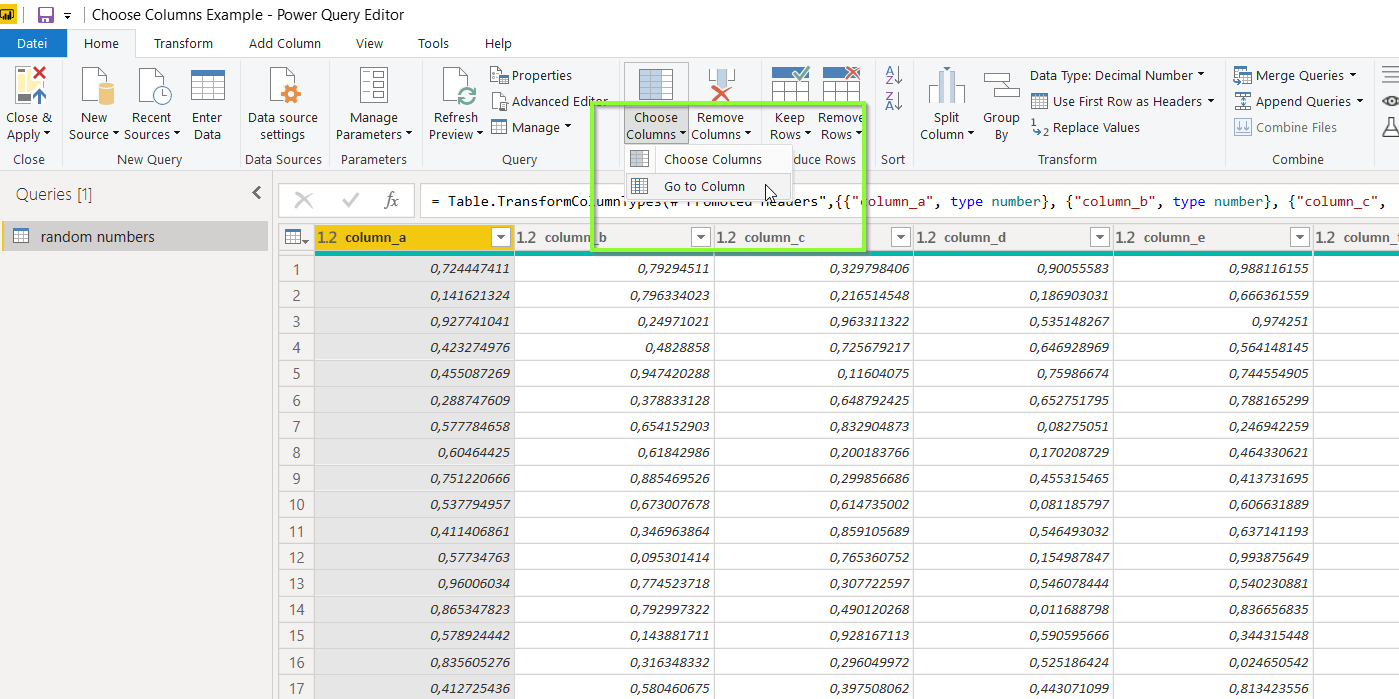 Choose Columns Example - Power Query Editor
Datei Home Transform Add Column View Tools Help
Close & Apply
New Source
Recent Sources
Enter Data
Data source settings
Manage Parameters
Refresh Preview
Properties
Advanced Editor
Manage
Choose Columns
Remove Columns
Keep Rows
Remove Rows
Split Column
Group By
Data Type: Decimal Number
Use First Row as Headers
Replace Values
Merge Queries
Append Queries
Combine Files
Close New Query Data Sources Parameters Query duce Rows Sort Transform Combine
Choose Columns
Go to Column
Queries [1]
random numbers
fx = Table.TransformColumnTypes(#"Promoted Headers",{{"column_a", type number}, {"column_b", type number}, {"column_c",
1.2 column_a 1.2 column_b 1.2 column_c 1.2 column_d 1.2 column_e 1.2 column_
1 0,724447411 0,79294511 0,329798406 0,90055583 0,988116155
2 0,141621324 0,796334023 0,216514548 0,186903031 0,666361559
3 0,927741041 0,24971021 0,963311322 0,535148267 0,974251
4 0,423274976 0,4828858 0,725679217 0,646928969 0,564148145
5 0,455087269 0,947420288 0,11604075 0,75986674 0,744554905
6 0,288747609 0,378833128 0,648792425 0,652751795 0,788165299
7 0,577784658 0,654152903 0,832904873 0,08275051 0,246942259
8 0,60464425 0,61842986 0,200183766 0,170208729 0,464330621
9 0,751220666 0,885469526 0,299856686 0,455315465 0,413731695
10 0,537794957 0,673007678 0,614735002 0,081185797 0,606631889
11 0,411406861 0,346963864 0,859105689 0,546493032 0,637141193
12 0,57734763 0,095301414 0,765360752 0,154987847 0,993875649
13 0,96006034 0,774523718 0,307722597 0,546078444 0,540230881
14 0,865347823 0,792997322 0,490120268 0,011688798 0,836656835
15 0,578924442 0,143881711 0,928167113 0,590595666 0,344315448
16 0,835605276 0,316348332 0,296049972 0,525186424 0,024650542
17 0,412725436 0,580460675 0,397508062 0,443071099 0,813423556